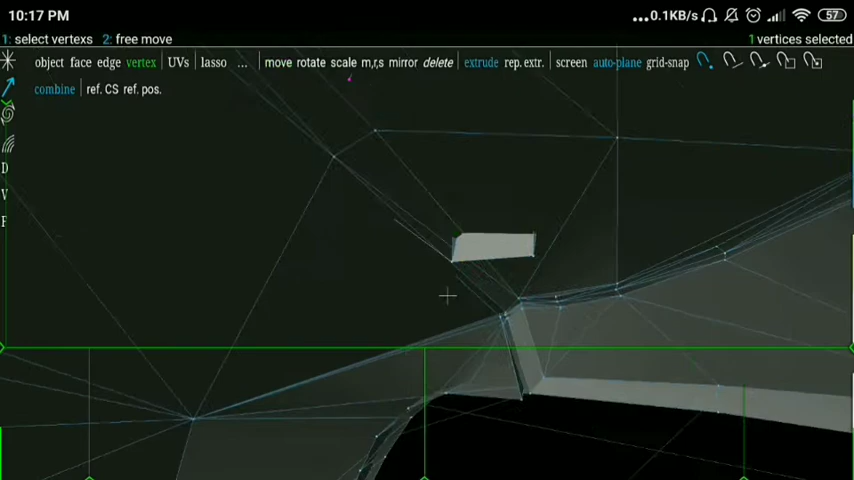 10:17 PM ...0.1KB/s 57
1: select vertexs 2: free move 1 vertices selected
object face edge vertex UVs lasso ... move rotate scale m,r,s mirror delete extrude rep. extr. screen auto-plane grid-snap
combine ref. CS ref. pos.
D
V
F